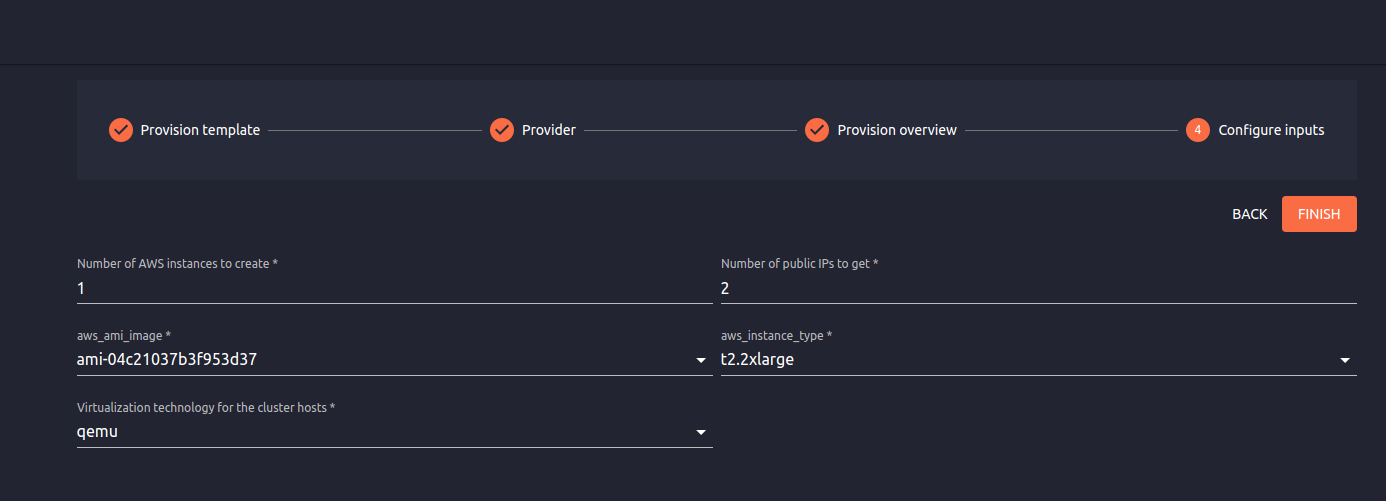 Provision template Provider Provision overview 4 Configure inputs
BACK FINISH
Number of AWS instances to create * Number of public IPs to get *
1 2
aws_ami_image * aws_instance_type *
ami-04c21037b3f953d37 t2.2xlarge
Virtualization technology for the cluster hosts *
qemu